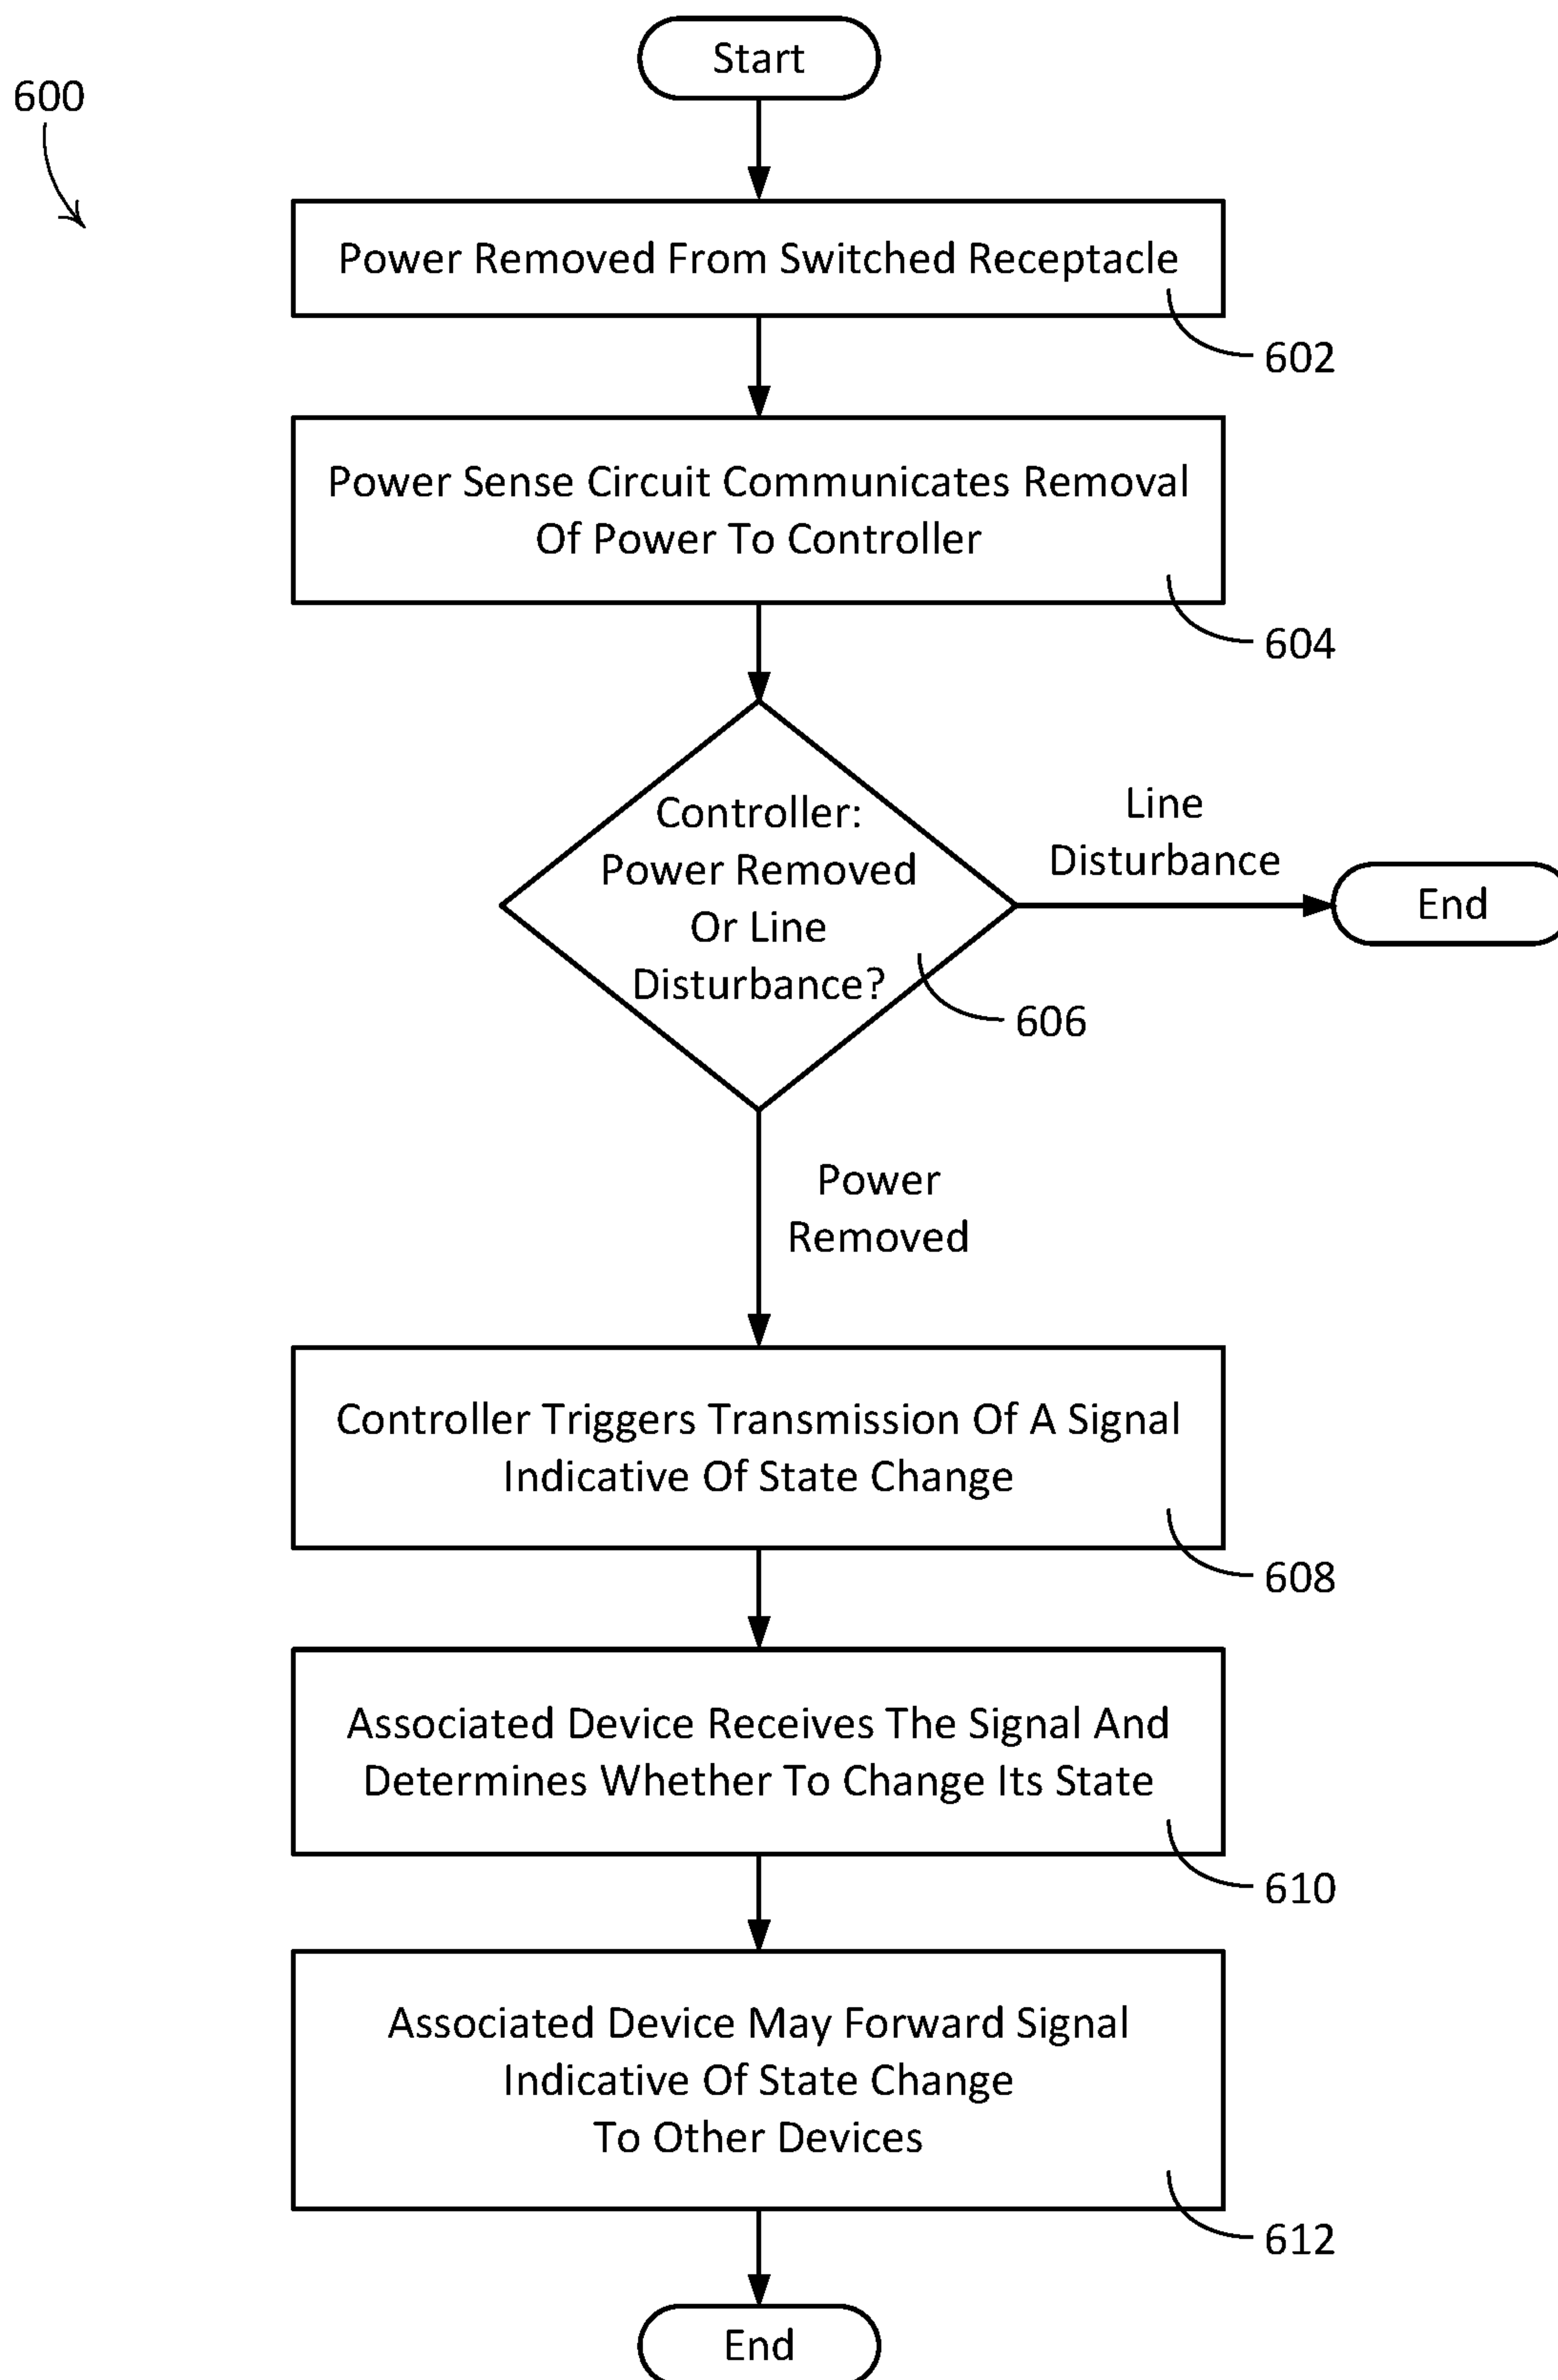 Start
600
Power Removed From Switched Receptacle
602
Power Sense Circuit Communicates Removal
Of Power To Controller
604
Controller:
Power Removed
Or Line
Disturbance?
606
Line
Disturbance
End
Power
Removed
Controller Triggers Transmission Of A Signal
Indicative Of State Change
608
Associated Device Receives The Signal And
Determines Whether To Change Its State
610
Associated Device May Forward Signal
Indicative Of State Change
To Other Devices
612
End